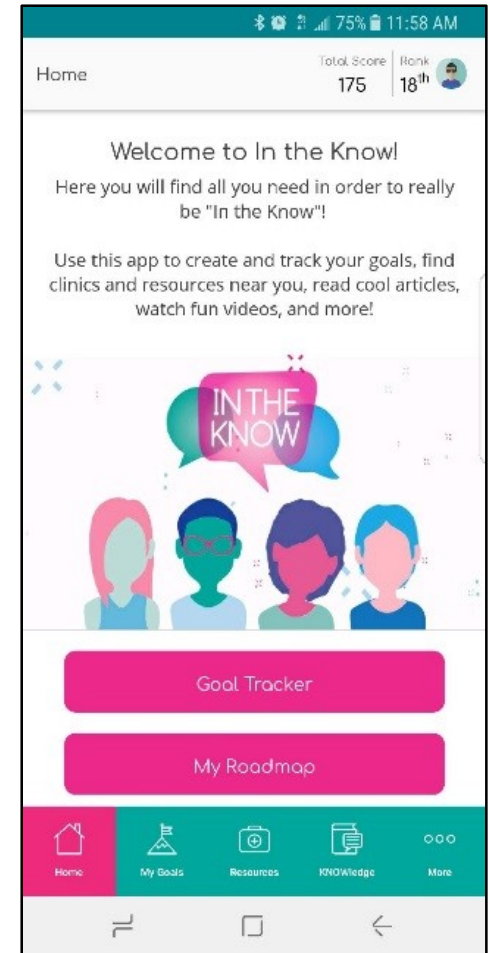 75% 11:58 AM
Home
Total Score
175
Rank
18th
Welcome to In the Know!
Here you will find all you need in order to really
be "In the Know"!
Use this app to create and track your goals, find
clinics and resources near you, read cool articles,
watch fun videos, and more!
IN THE
KNOW
Goal Tracker
My Roadmap
Home
My Goals
Resources
KNOWledge
More